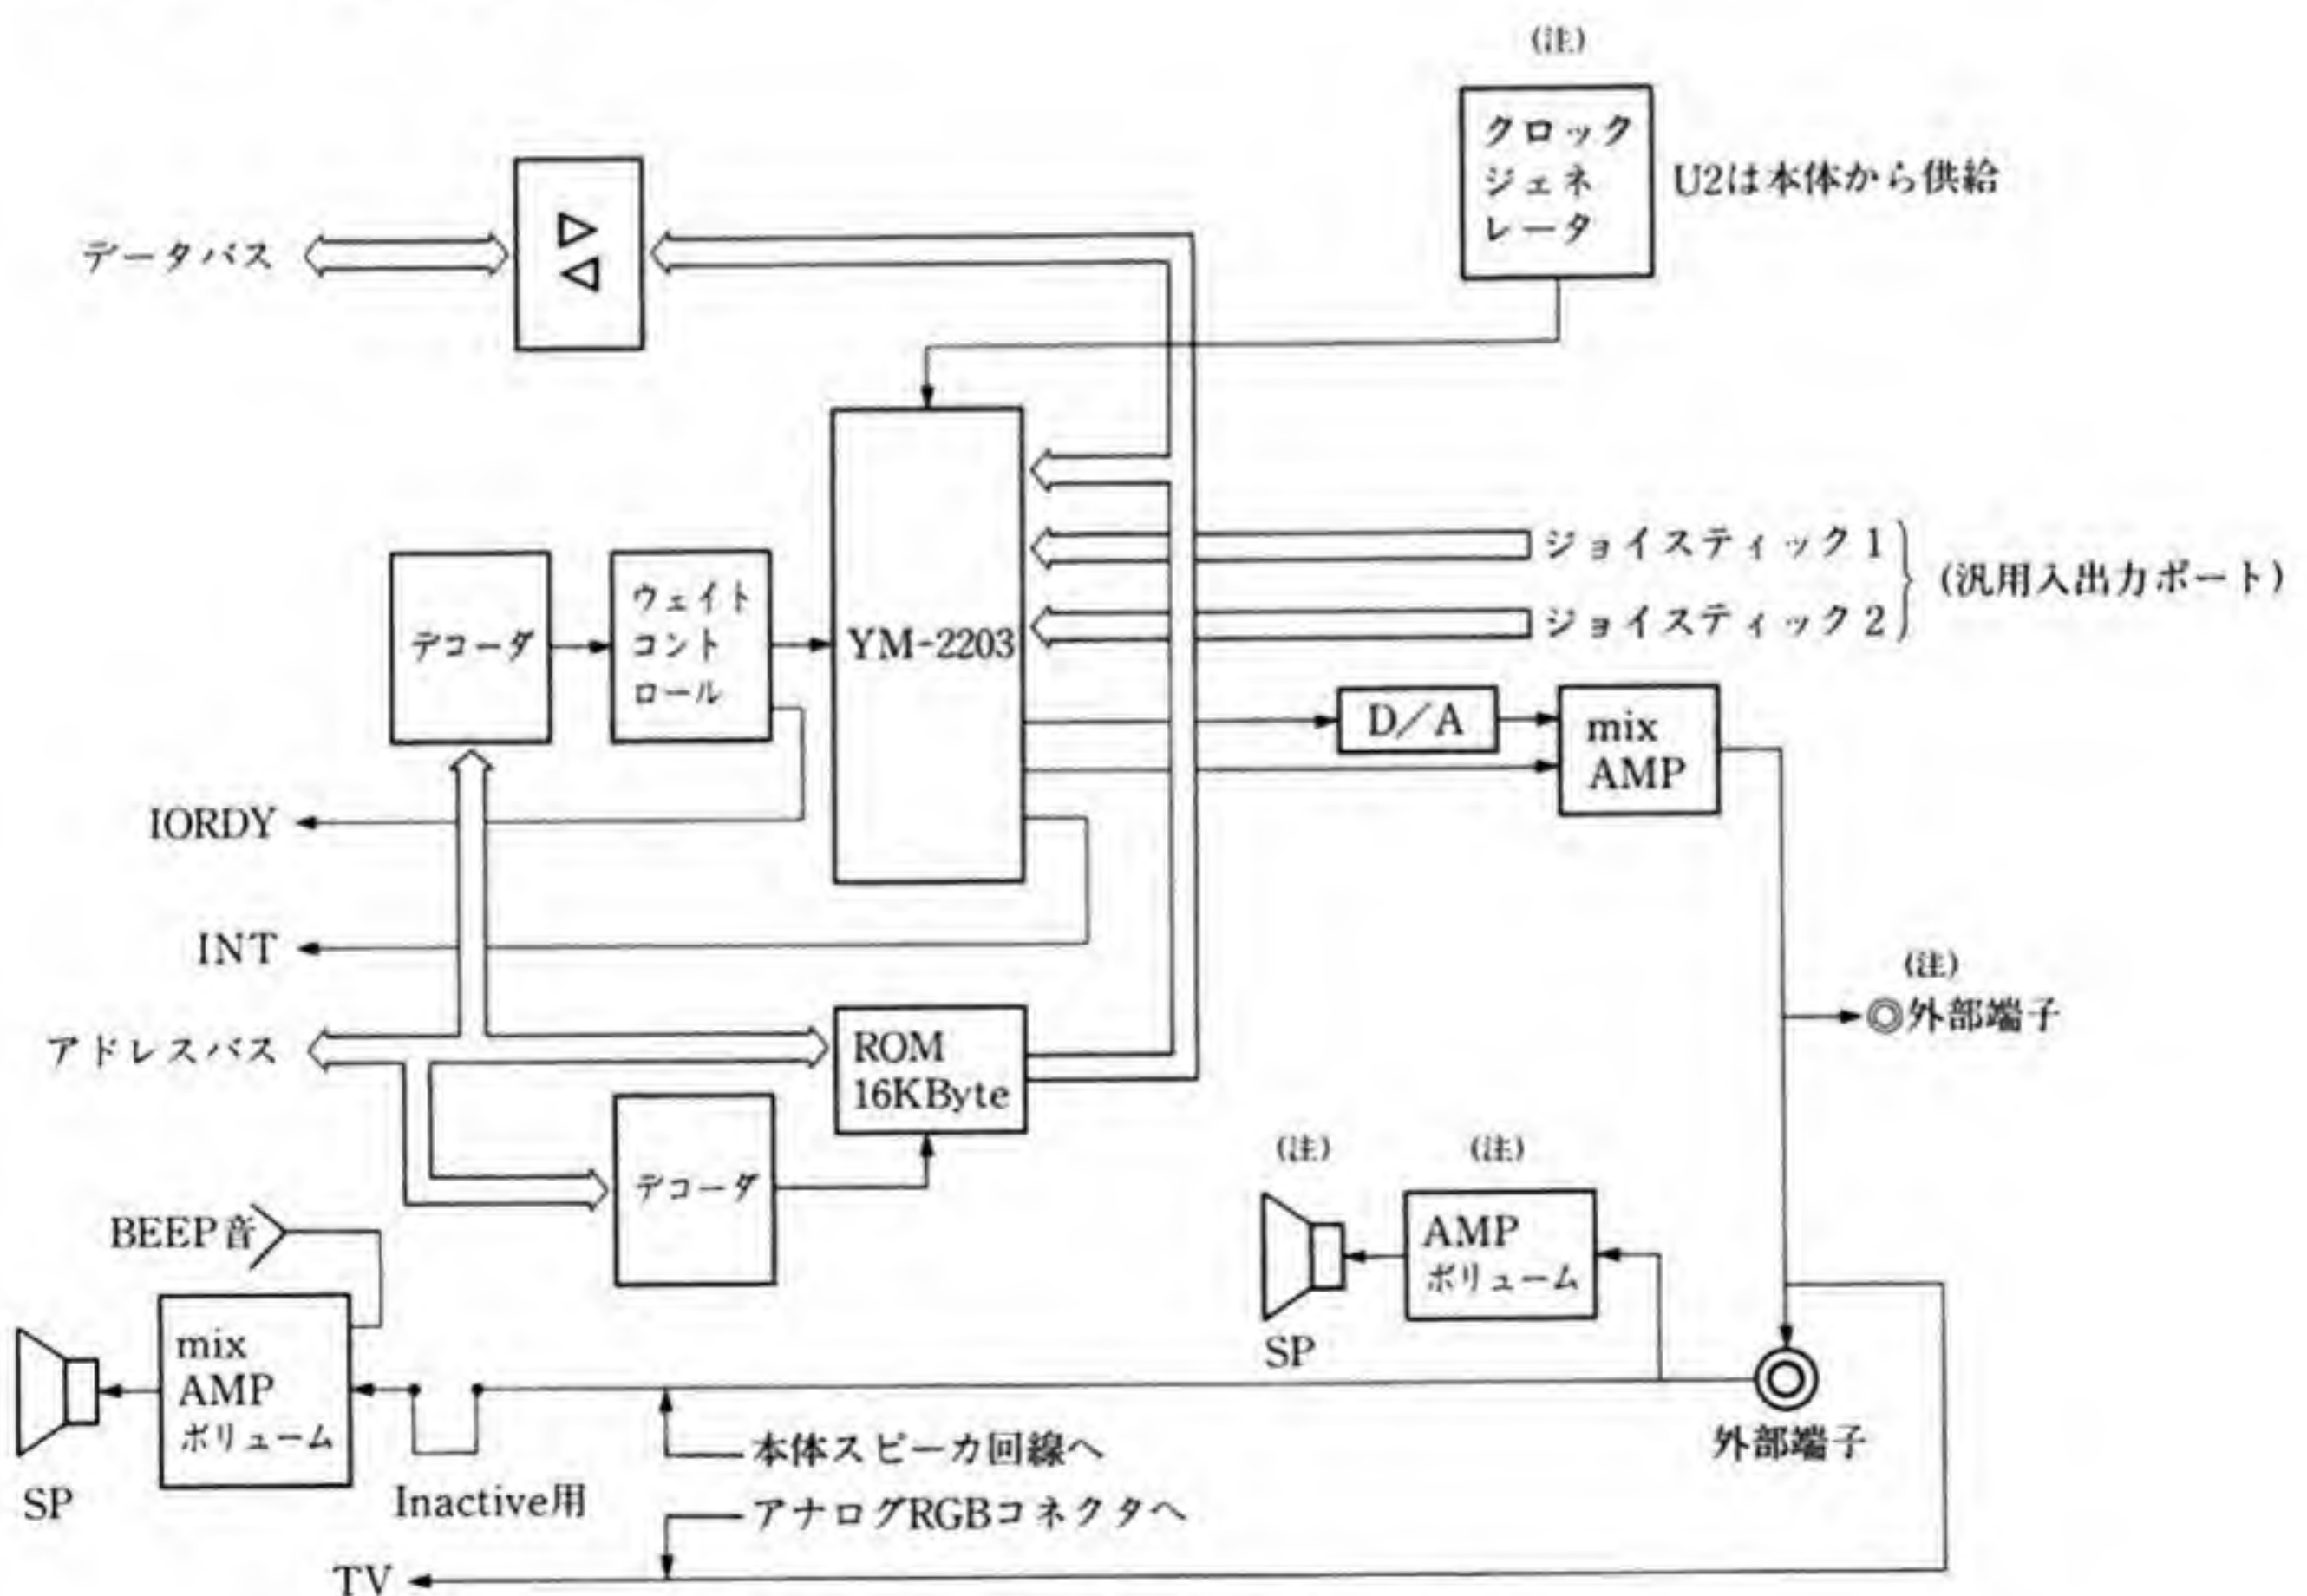 (注)
クロック
ジェネ
レータ
U2は本体から供給
データバス
ジョイスティック1
ジョイスティック2
(汎用入出力ポート)
デコーダ
ウェイト
コント
ロール
YM-2203
D/A
mix
AMP
IORDY
INT
(注)
◎外部端子
アドレスバス
ROM
16KByte
デコーダ
(注)
(注)
BEEP音
AMP
ボリューム
SP
mix
AMP
ボリューム
SP
Inactive用
本体スピーカ回線へ
外部端子
アナログRGBコネクタへ
TV